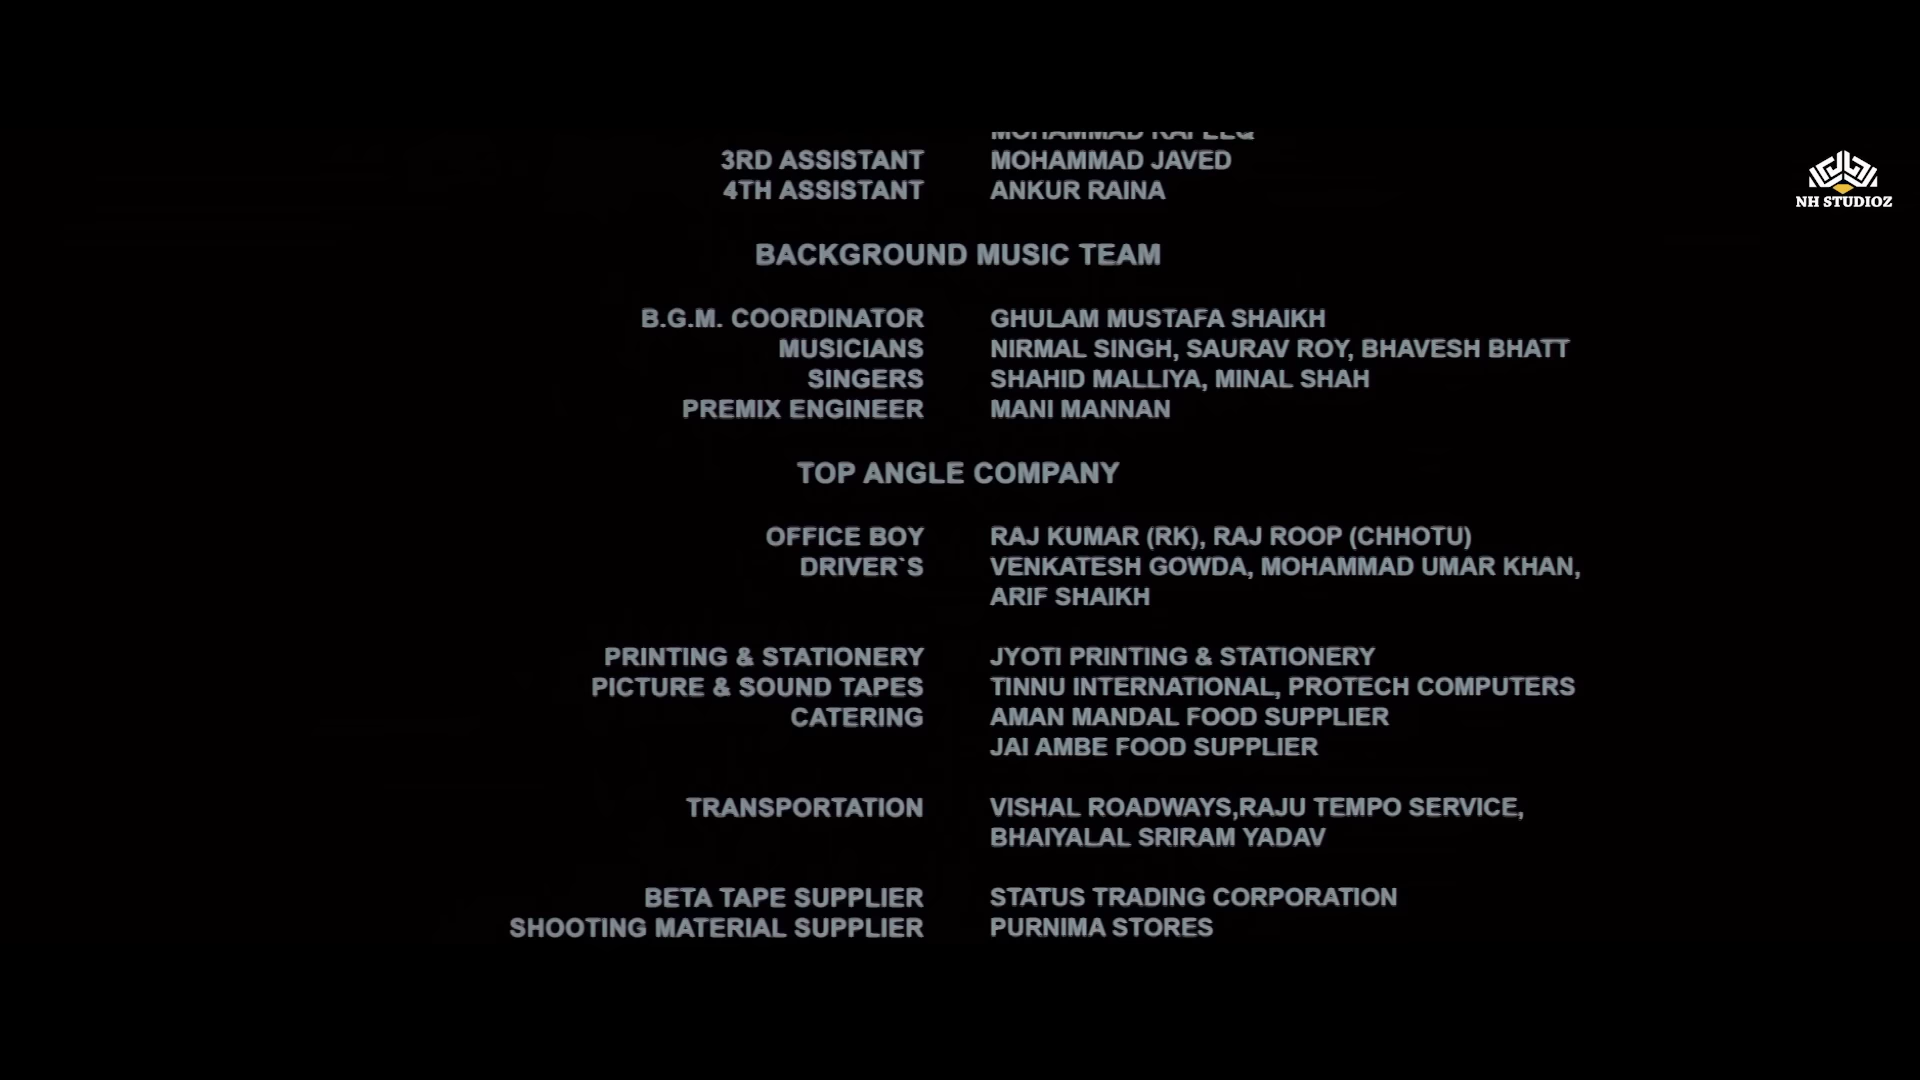 MOHAMMAD RAFEEQ
3RD ASSISTANT MOHAMMAD JAVED
4TH ASSISTANT ANKUR RAINA
NH STUDIOZ
BACKGROUND MUSIC TEAM
B.G.M. COORDINATOR GHULAM MUSTAFA SHAIKH
MUSICIANS NIRMAL SINGH, SAURAV ROY, BHAVESH BHATT
SINGERS SHAHID MALLIYA, MINAL SHAH
PREMIX ENGINEER MANI MANNAN
TOP ANGLE COMPANY
OFFICE BOY RAJ KUMAR (RK), RAJ ROOP (CHHOTU)
DRIVER`S VENKATESH GOWDA, MOHAMMAD UMAR KHAN,
ARIF SHAIKH
PRINTING & STATIONERY JYOTI PRINTING & STATIONERY
PICTURE & SOUND TAPES TINNU INTERNATIONAL, PROTECH COMPUTERS
CATERING AMAN MANDAL FOOD SUPPLIER
JAI AMBE FOOD SUPPLIER
TRANSPORTATION VISHAL ROADWAYS,RAJU TEMPO SERVICE,
BHAIYALAL SRIRAM YADAV
BETA TAPE SUPPLIER STATUS TRADING CORPORATION
SHOOTING MATERIAL SUPPLIER PURNIMA STORES